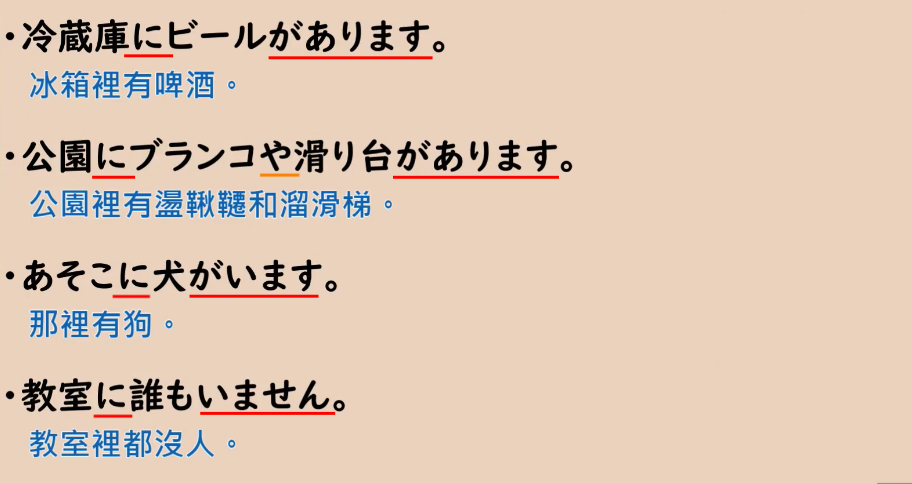 ・冷蔵庫にビールがあります。
冰箱裡有啤酒。
・公園にブランコや滑り台があります。
公園裡有盪鞦韆和溜滑梯。
・あそこに犬がいます。
那裡有狗。
・教室に誰もいません。
教室裡都沒人。